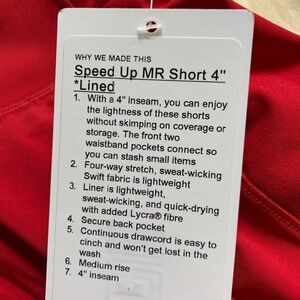 WHY WE MADE THIS
Speed Up MR Short 4"
*Lined
1. With a 4" inseam, you can enjoy
the lightness of these shorts
without skimping on coverage or
storage. The front two
waistband pockets connect so
you can stash small items
2. Four-way stretch, sweat-wicking
Swift fabric is lightweight
3. Liner is lightweight,
sweat-wicking, and quick-drying
with added Lycra® fibre
4. Secure back pocket
5. Continuous drawcord is easy to
cinch and won't get lost in the
wash
6. Medium rise
7. 4" inseam